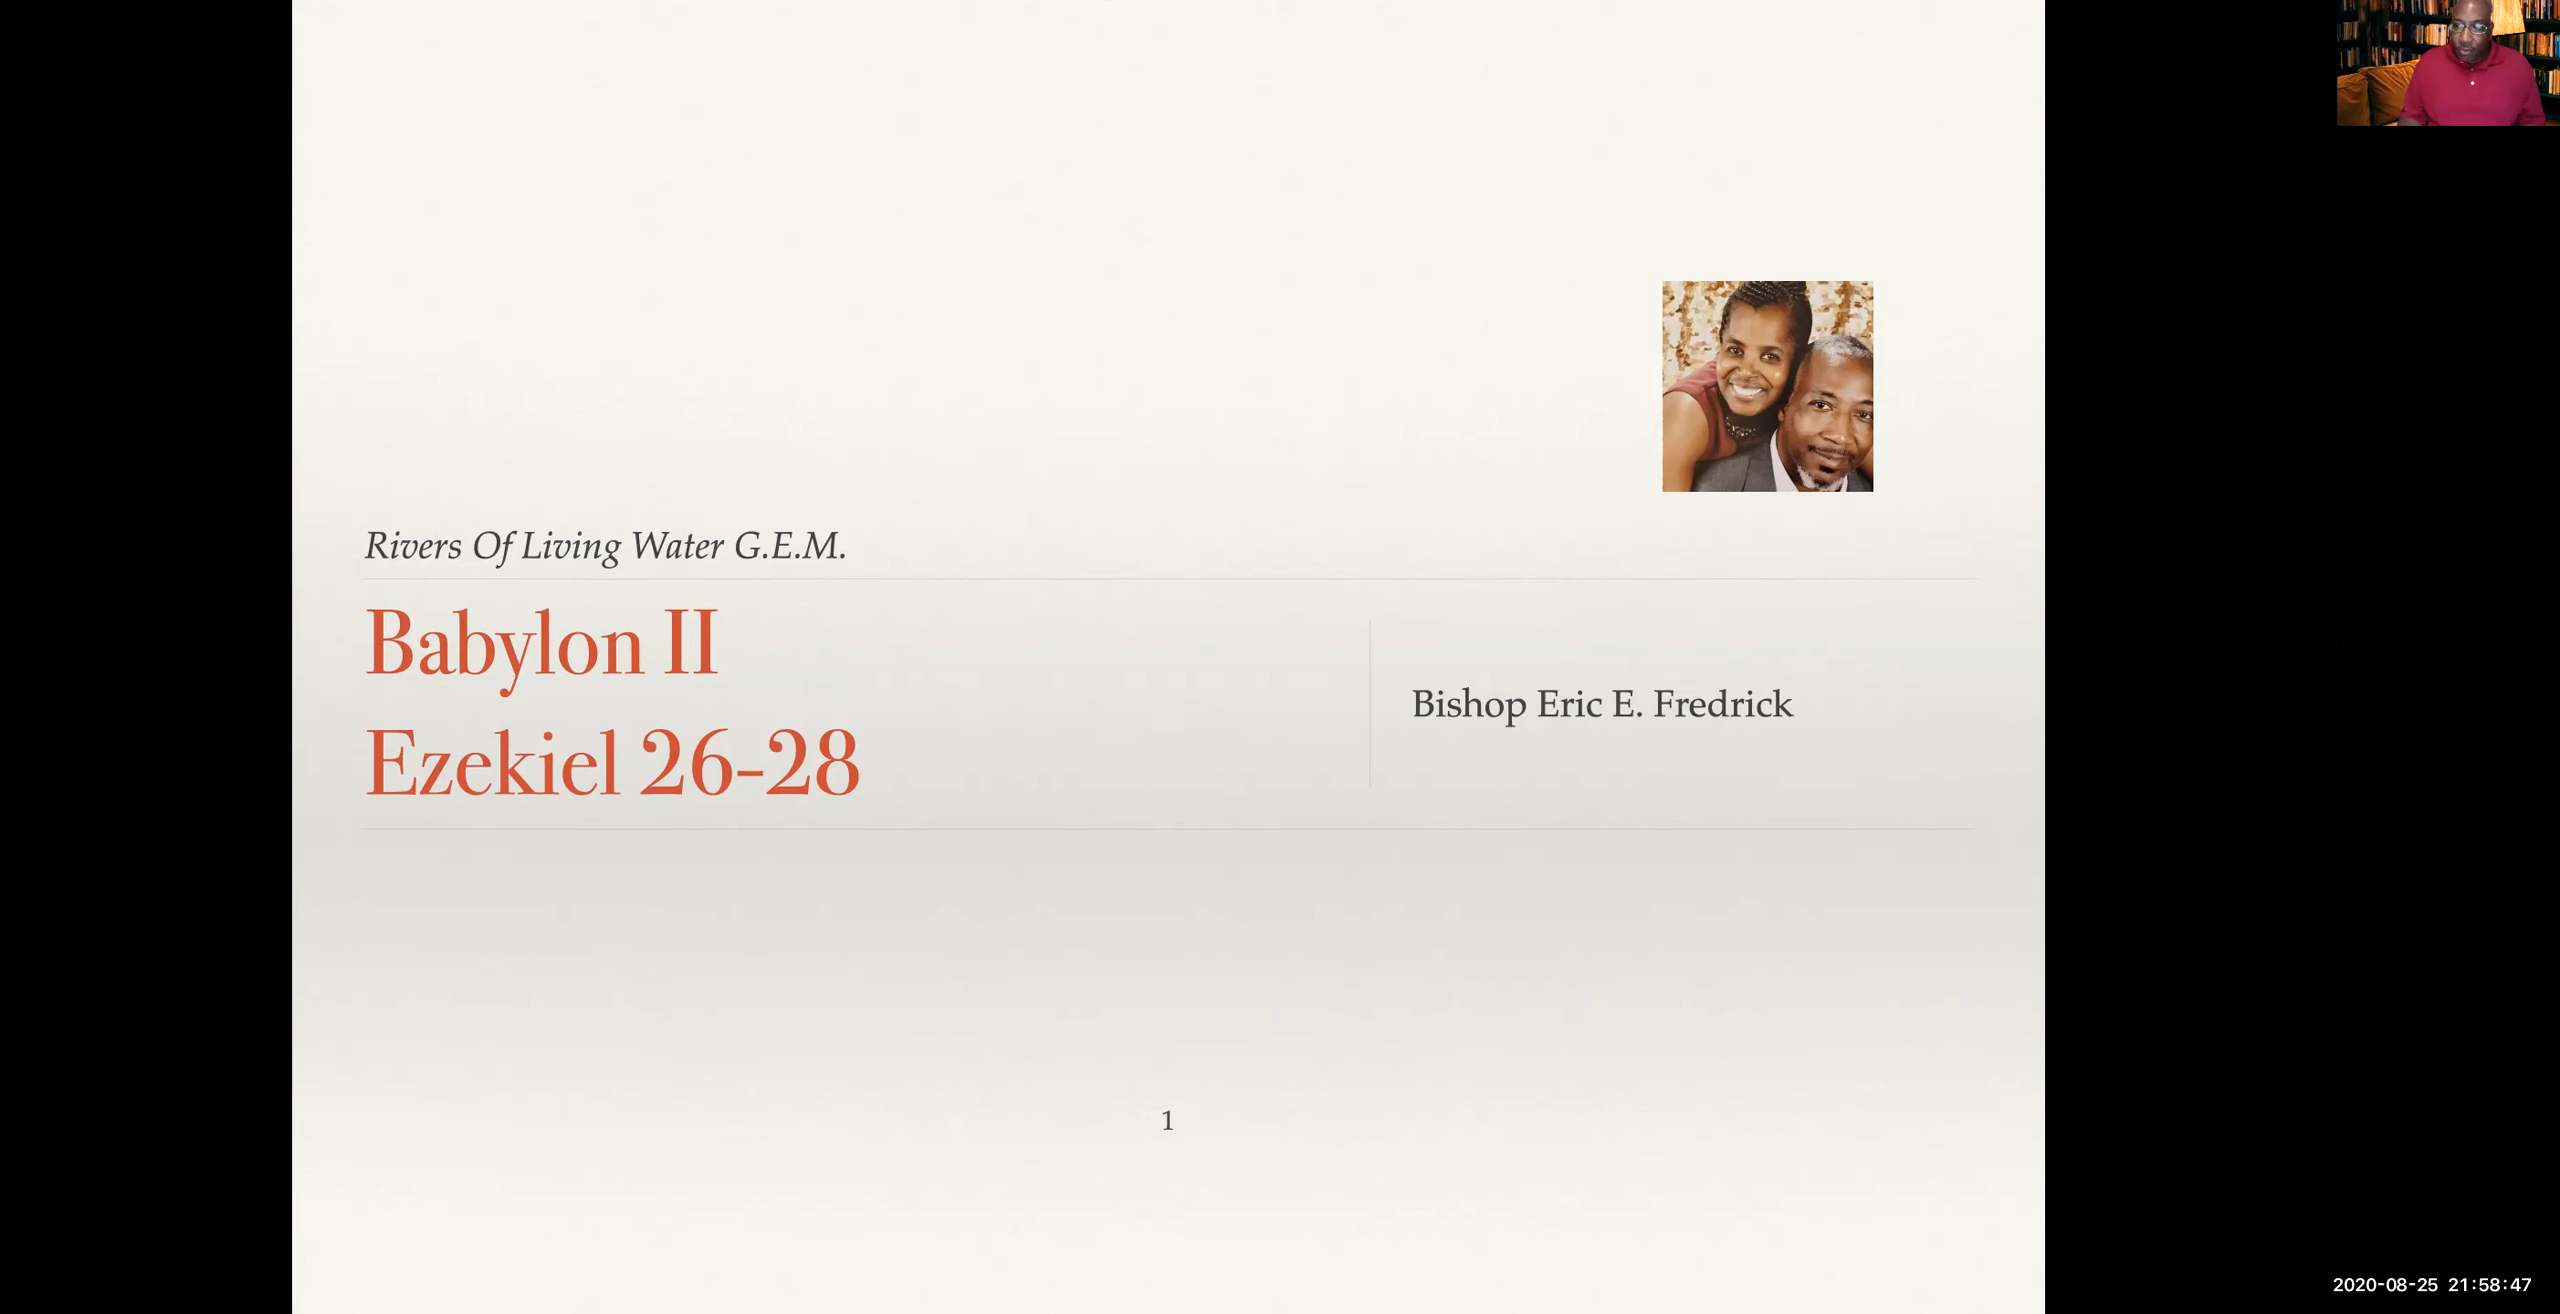 Rivers Of Living Water G.E.M.
Babylon II
Ezekiel 26-28
Bishop Eric E. Fredrick
1
2020-08-25 21:58:47